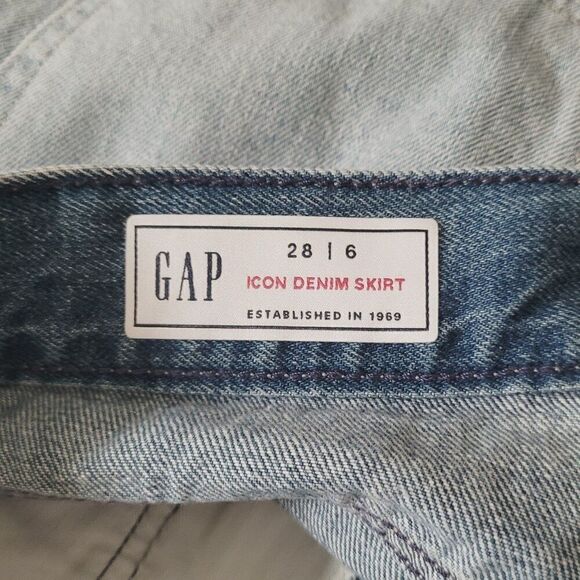 GAP
28 | 6
ICON DENIM SKIRT
ESTABLISHED IN 1969